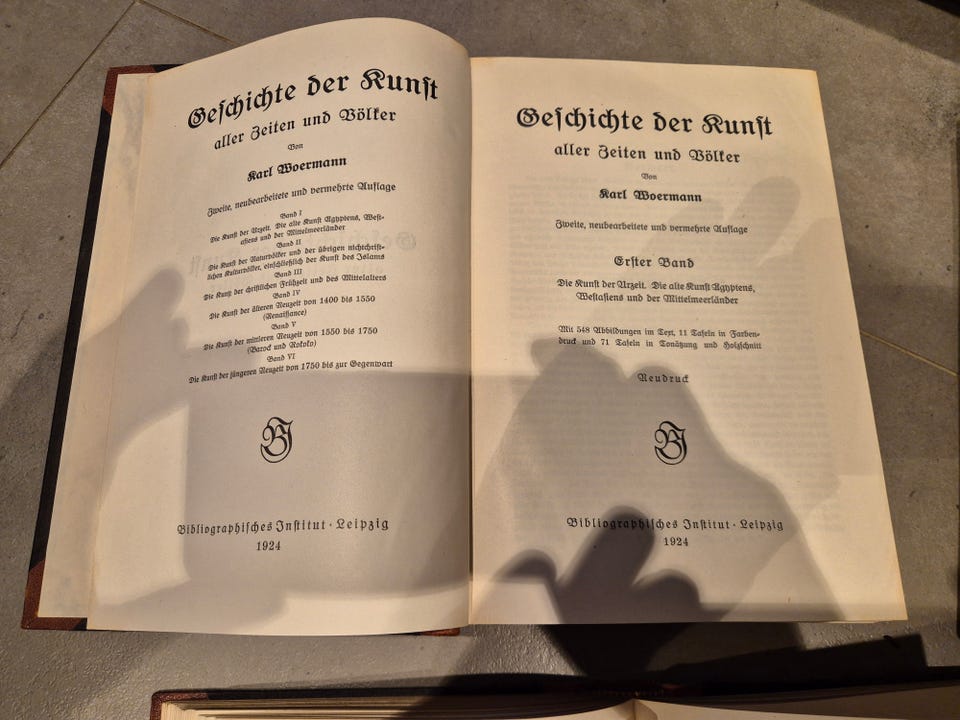 Geschichte der Kunst
aller Zeiten und Völker
Von
Karl Woermann
Zweite, neubearbeitete und vermehrte Auflage
Band I
Die Kunst der Urzeit. Die alte Kunst Ägyptens, West-
asiens und der Mittelmeerländer
Band II
Die Kunst der Naturvölker und der übrigen nichtchrist-
lichen Kulturvölker, einschließlich der Kunst des Islams
Band III
Die Kunst der christlichen Frühzeit und des Mittelalters
Band IV
Die Kunst der älteren Neuzeit von 1400 bis 1550
(Renaissance)
Band V
Die Kunst der mittleren Neuzeit von 1550 bis 1750
(Barock und Rokoko)
Band VI
Die Kunst der jüngeren Neuzeit von 1750 bis zur Gegenwart
BI
Bibliographisches Institut · Leipzig
1924
Geschichte der Kunst
aller Zeiten und Völker
Von
Karl Woermann
Zweite, neubearbeitete und vermehrte Auflage
Erster Band
Die Kunst der Urzeit. Die alte Kunst Ägyptens,
Westasiens und der Mittelmeerländer
Mit 548 Abbildungen im Text, 11 Tafeln in Farben-
druck und 71 Tafeln in Tonätzung und Holzschnitt
Neudruck
BI
Bibliographisches Institut · Leipzig
1924